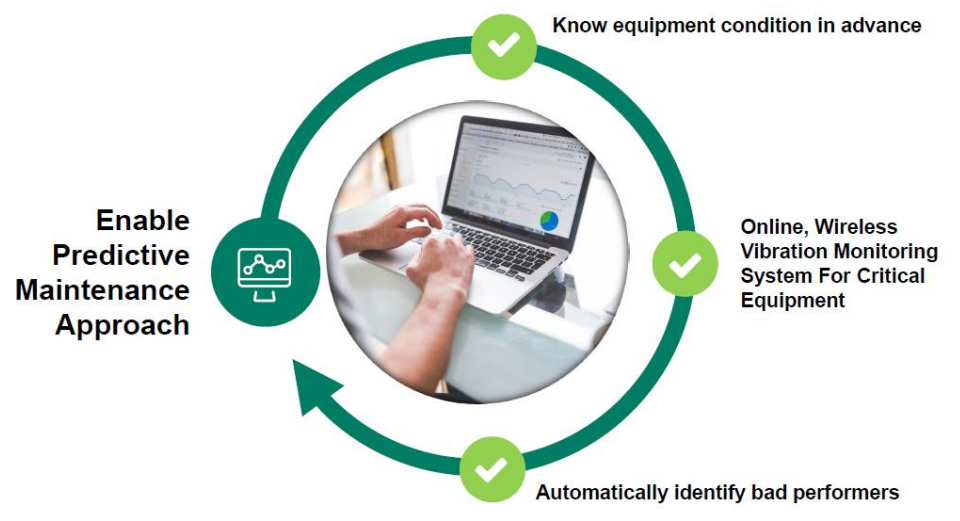 Know equipment condition in advance
Enable
Predictive
Maintenance
Approach
Online, Wireless
Vibration Monitoring
System For Critical
Equipment
Automatically identify bad performers